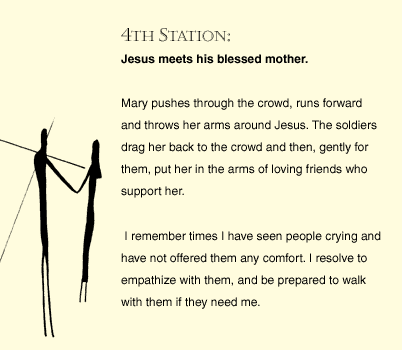 4TH STATION:
Jesus meets his blessed mother.
Mary pushes through the crowd, runs forward
and throws her arms around Jesus. The soldiers
drag her back to the crowd and then, gently for
them, put her in the arms of loving friends who
support her.
I remember times I have seen people crying and
have not offered them any comfort. I resolve to
empathize with them, and be prepared to walk
with them if they need me.